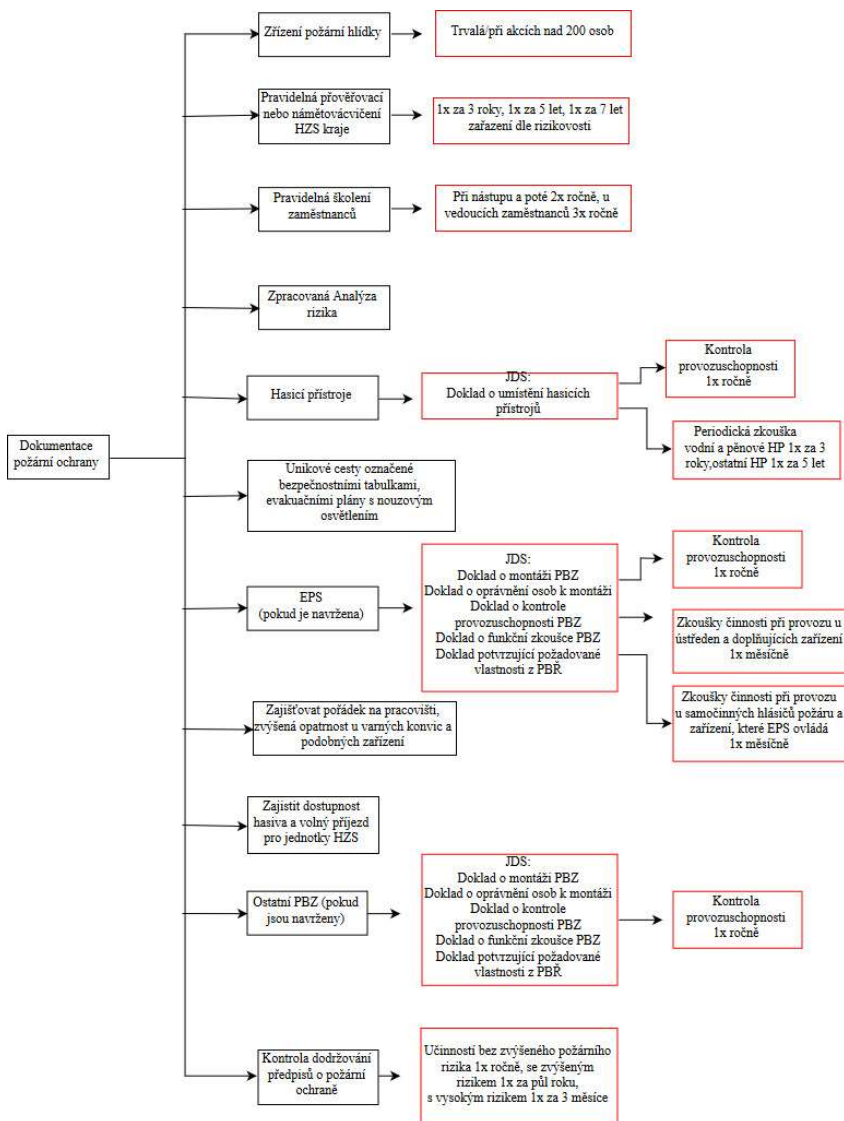 Zřízení požární hlídky
Trvalá/při akcích nad 200 osob
Pravidelná přověřovací
nebo námětovácvičení
HZS kraje
1x za 3 roky, 1x za 5 let, 1x za 7 let
zařazení dle rizikovosti
Pravidelná školení
zaměstnanců
Při nástupu a poté 2x ročně, u
vedoucích zaměstnanců 3x ročně
Zpracovaná Analýza
rizika
Hasicí přístroje
JDS:
Doklad o umístění hasicích
přístrojů
Kontrola
provozuschopnosti
1x ročně
Periodická zkouška
vodní a pěnové HP 1x za 3
roky,ostatní HP 1x za 5 let
Dokumentace
požární ochrany
Unikové cesty označené
bezpečnostními tabulkami,
evakuačními plány s nouzovým
osvětlením
EPS
(pokud je navržena)
JDS:
Doklad o montáži PBZ
Doklad o oprávnění osob k montáži
Doklad o kontrole
provozuschopnosti PBZ
Doklad o funkční zkoušce PBZ
Doklad potvrzující požadované
vlastnosti z PBŘ
Kontrola
provozuschopnosti
1x ročně
Zkoušky činnosti při provozu u
ústředen a doplňujících zařízení
1x měsíčně
Zkoušky činnosti při provozu
u samočinných hlásičů požáru a
zařízení, které EPS ovládá
1x měsíčně
Zajišťovat pořádek na pracovišti,
zvýšená opatrnost u varných konvic a
podobných zařízení
Zajistit dostupnost
hasiva a volný příjezd
pro jednotky HZS
Ostatní PBZ (pokud
jsou navrženy)
JDS:
Doklad o montáži PBZ
Doklad o oprávnění osob k montáži
Doklad o kontrole
provozuschopnosti PBZ
Doklad o funkční zkoušce PBZ
Doklad potvrzující požadované
vlastnosti z PBŘ
Kontrola
provozuschopnosti
1x ročně
Kontrola dodržování
předpisů o požární
ochraně
Učinností bez zvýšeného požárního
rizika 1x ročně, se zvýšeným
rizikem 1x za půl roku,
s vysokým rizikem 1x za 3 měsíce